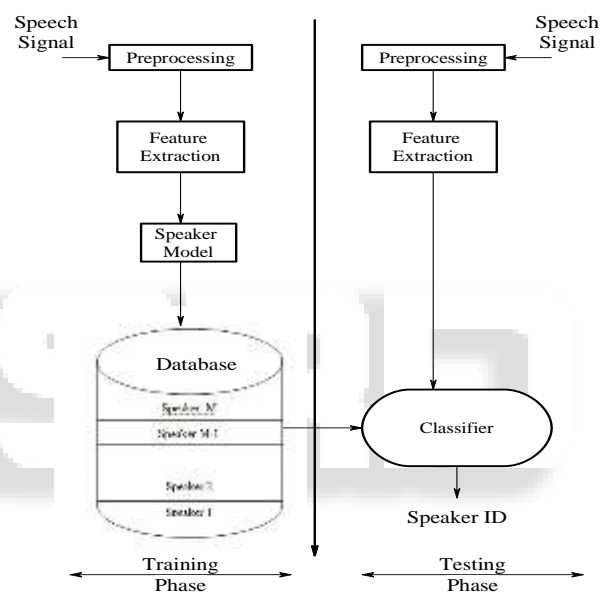 Speech
Signal
Preprocessing
Feature
Extraction
Speaker
Model
Database
Speaker M
Speaker M-1
Speaker 2
Speaker 1
Training
Phase
Speech
Signal
Preprocessing
Feature
Extraction
Classifier
Speaker ID
Testing
Phase